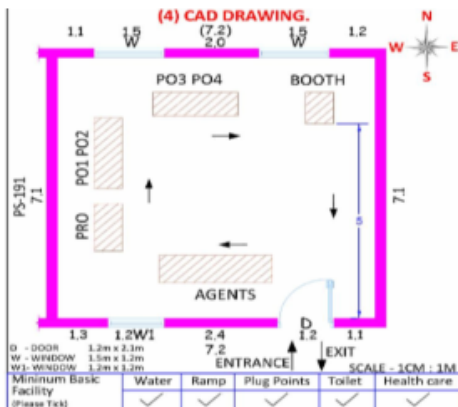 (4) CAD DRAWING.
1.1 1.5 (7.2) 1.5 1.2
W 2.0 W
N
W E
S
PO3 PO4 BOOTH
PO1 PO2
PS-191
7.1
7.1
5
PRO
AGENTS
1.3 1.2W1 2.4 D 1.2 1.1
7.2
ENTRANCE EXIT
D - DOOR 1.2m x 2.1m
W - WINDOW 1.5m x 1.2m
W1- WINDOW 1.2m x 1.2m
SCALE - 1CM : 1M
Mininum Basic Facility (Please Tick) Water Ramp Plug Points Toilet Health care